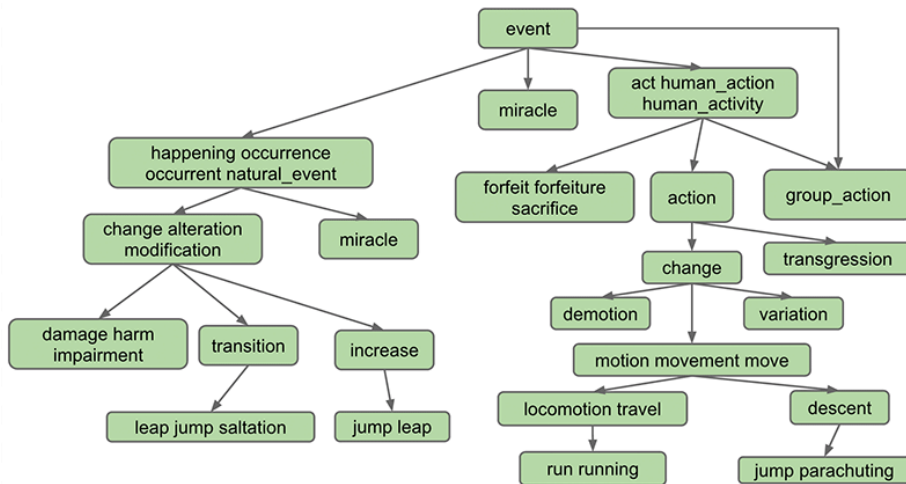 event
miracle
act human_action
human_activity
happening occurrence
occurrent natural_event
forfeit forfeiture
sacrifice
action
group_action
change alteration
modification
miracle
transgression
change
damage harm
impairment
transition
increase
demotion
variation
motion movement move
leap jump saltation
jump leap
locomotion travel
descent
run running
jump parachuting